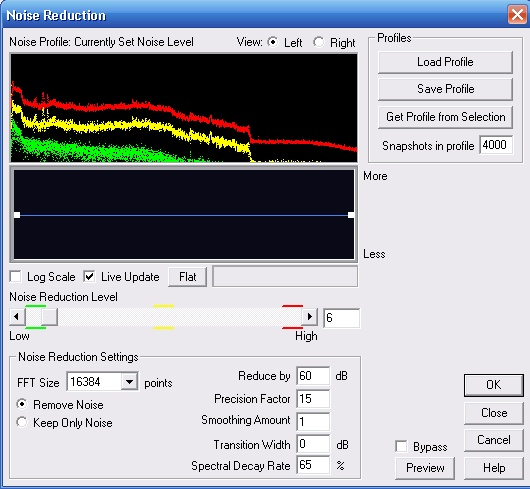 Noise Reduction
Noise Profile: Currently Set Noise Level
View: Left Right
Profiles
Load Profile
Save Profile
Get Profile from Selection
Snapshots in profile 4000
More
Less
Log Scale Live Update Flat
Noise Reduction Level
6
Low High
Noise Reduction Settings
FFT Size 16384 points
Remove Noise
Keep Only Noise
Reduce by 60 dB
Precision Factor 15
Smoothing Amount 1
Transition Width 0 dB
Spectral Decay Rate 65 %
OK
Close
Bypass Cancel
Preview Help